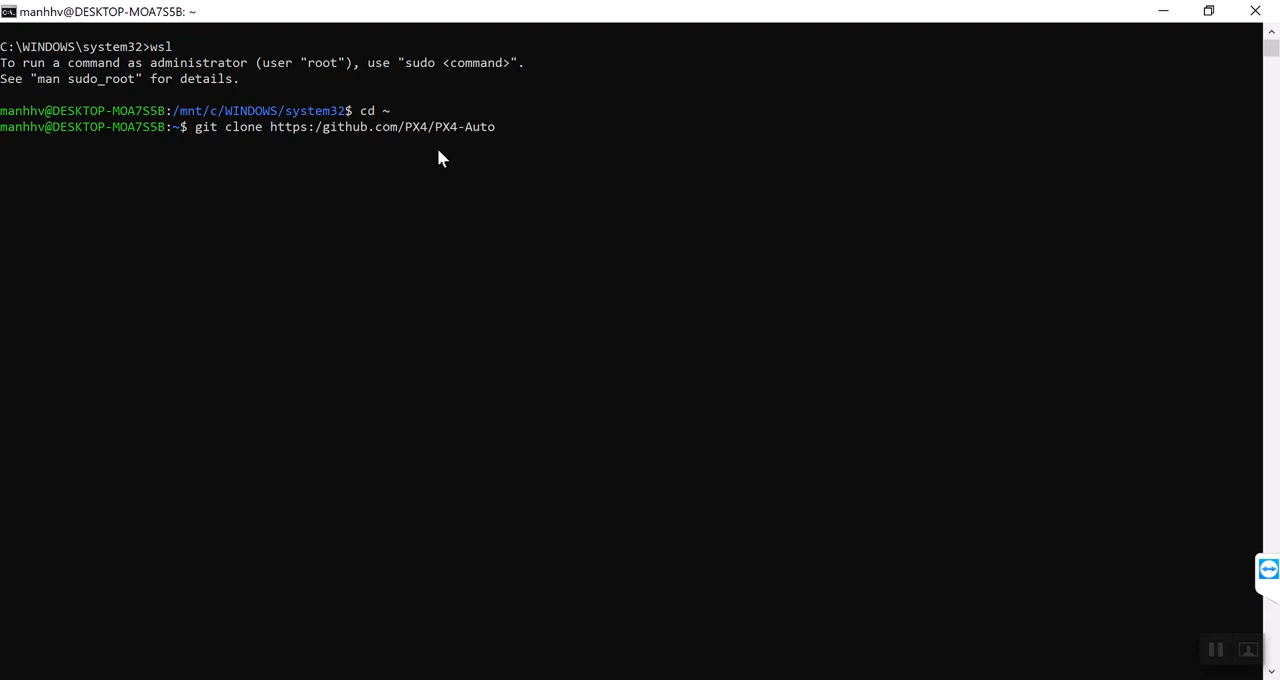 manhhv@DESKTOP-MOA7S5B: ~
C:\WINDOWS\system32>wsl
To run a command as administrator (user "root"), use "sudo <command>".
See "man sudo_root" for details.
manhhv@DESKTOP-MOA7S5B:/mnt/c/WINDOWS/system32$ cd ~
manhhv@DESKTOP-MOA7S5B:~$ git clone https:/github.com/PX4/PX4-Auto